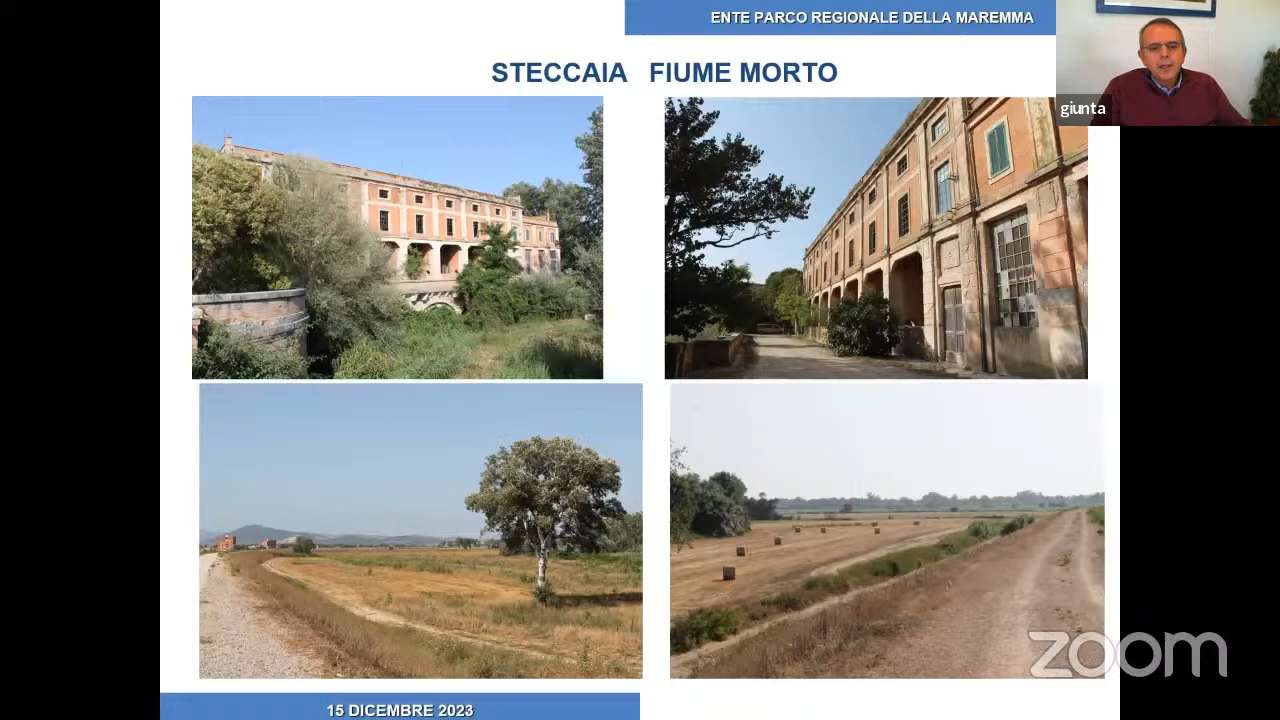 ENTE PARCO REGIONALE DELLA MAREMMA
STECCAIA FIUME MORTO
giunta
zoom
15 DICEMBRE 2023